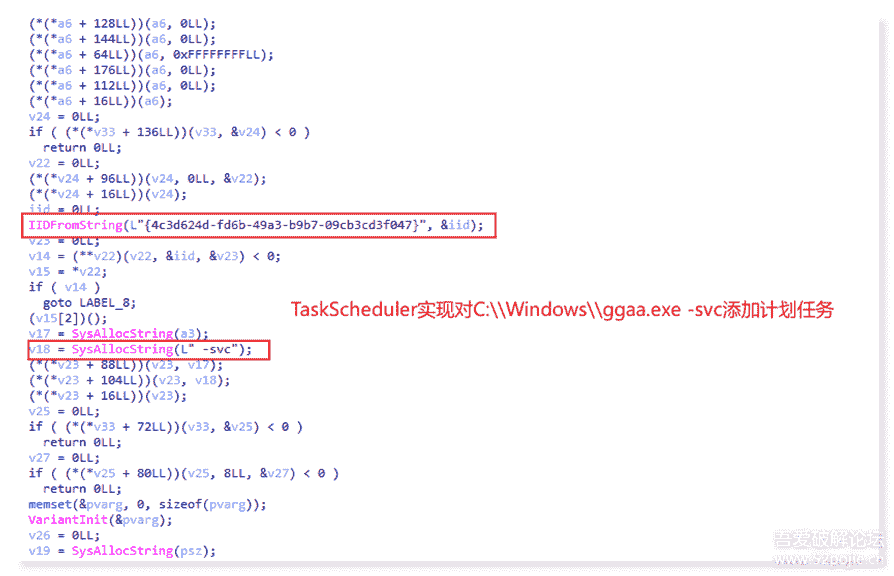 (*(*a6 + 128LL))(a6, 0LL);
(*(*a6 + 144LL))(a6, 0LL);
(*(*a6 + 64LL))(a6, 0xFFFFFFFFLL);
(*(*a6 + 176LL))(a6, 0LL);
(*(*a6 + 112LL))(a6, 0LL);
(*(*a6 + 16LL))(a6);
v24 = 0LL;
if ( (*(*v33 + 136LL))(v33, &v24) < 0 )
return 0LL;
v22 = 0LL;
(*(*v24 + 96LL))(v24, 0LL, &v22);
(*(*v24 + 16LL))(v24);
iid = 0LL;
IIDFromString(L"{4c3d624d-fd6b-49a3-b9b7-09cb3cd3f047}", &iid);
v23 = 0LL;
v14 = (**v22)(v22, &iid, &v23) < 0;
v15 = *v22;
if ( v14 )
goto LABEL_8;
(v15[2])();
TaskScheduler实现对C:\\Windows\\ggaa.exe -svc添加计划任务
v17 = SysAllocString(a3);
v18 = SysAllocString(L" -svc");
(*(*v23 + 88LL))(v23, v17);
(*(*v23 + 104LL))(v23, v18);
(*(*v23 + 16LL))(v23);
v25 = 0LL;
if ( (*(*v33 + 72LL))(v33, &v25) < 0 )
return 0LL;
v27 = 0LL;
if ( (*(*v25 + 80LL))(v25, 8LL, &v27) < 0 )
return 0LL;
memset(&pvarg, 0, sizeof(pvarg));
VariantInit(&pvarg);
v26 = 0LL;
v19 = SysAllocString(psz);
吾爱破解论坛
www.52pojie.cn